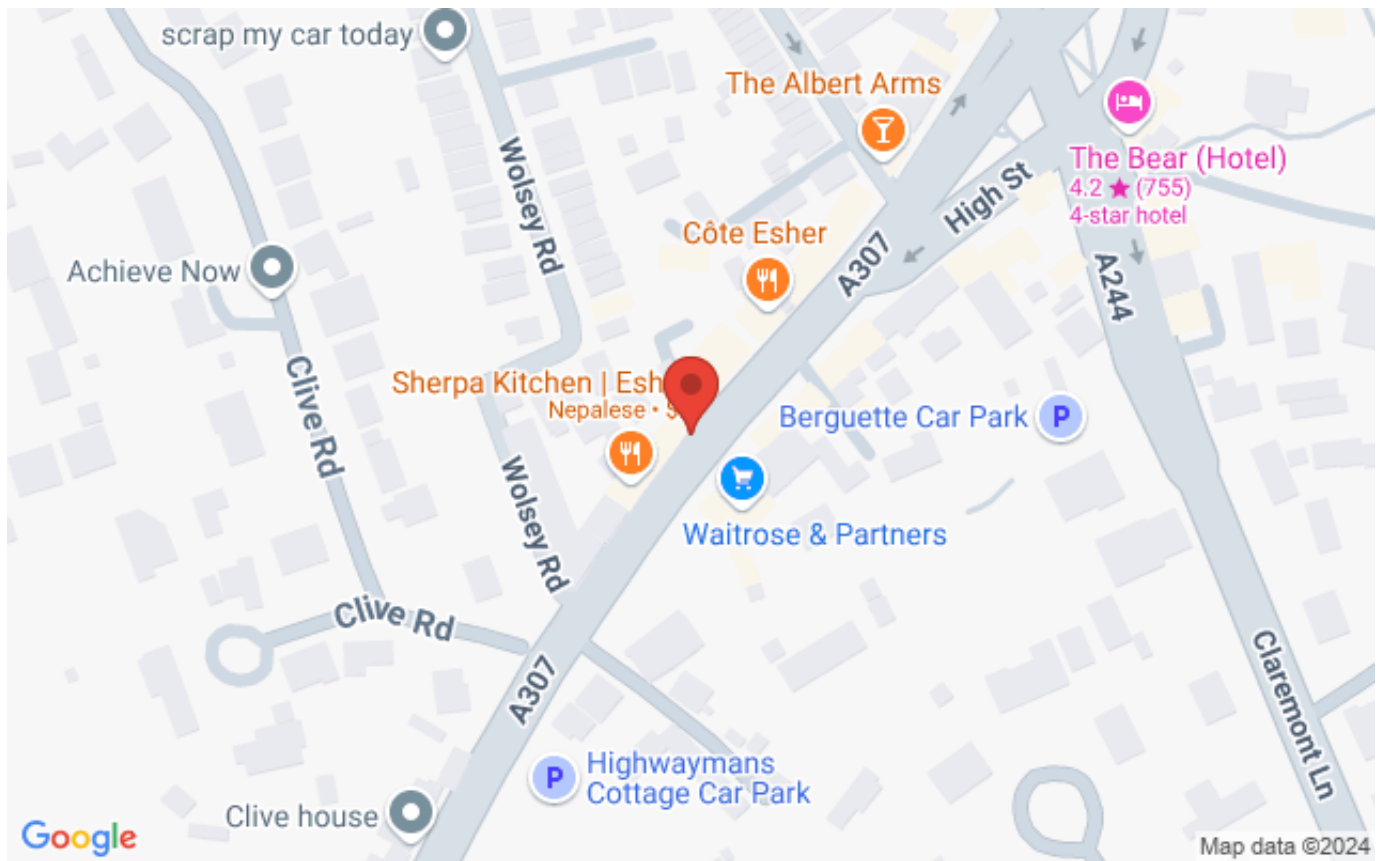 scrap my car today
The Albert Arms
The Bear (Hotel)
4.2 ★ (755)
4-star hotel
High St
Wolsey Rd
Côte Esher
A307
A244
Achieve Now
Clive Rd
Sherpa Kitchen | Esh
Nepalese •
Berguette Car Park
Wolsey Rd
Waitrose & Partners
Clive Rd
A307
Claremont Ln
Highwaymans
Cottage Car Park
Clive house
Google
Map data ©2024